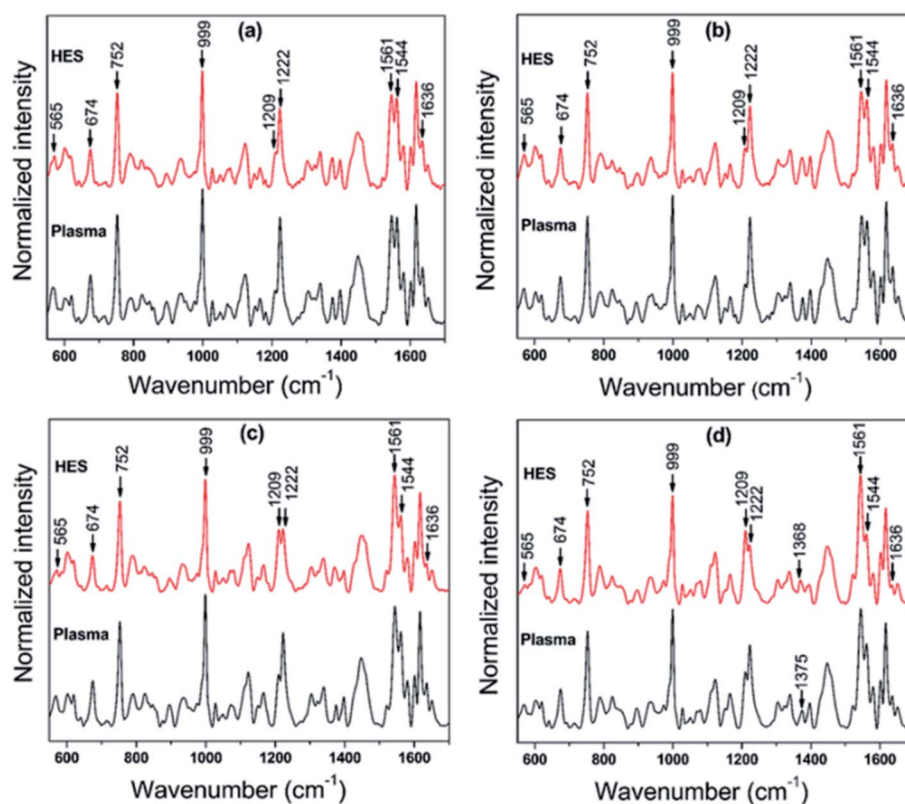 (a)
HES
565
674
752
999
1209
1222
1561
1544
1636
Plasma
Normalized intensity
600 800 1000 1200 1400 1600
Wavenumber (cm-1)
(b)
HES
565
674
752
999
1209
1222
1561
1544
1636
Plasma
Normalized intensity
600 800 1000 1200 1400 1600
Wavenumber (cm-1)
(c)
HES
565
674
752
999
1209
1222
1561
1544
1636
Plasma
Normalized intensity
600 800 1000 1200 1400 1600
Wavenumber (cm-1)
(d)
HES
565
674
752
999
1209
1222
1368
1561
1544
1636
Plasma
1375
Normalized intensity
600 800 1000 1200 1400 1600
Wavenumber (cm-1)